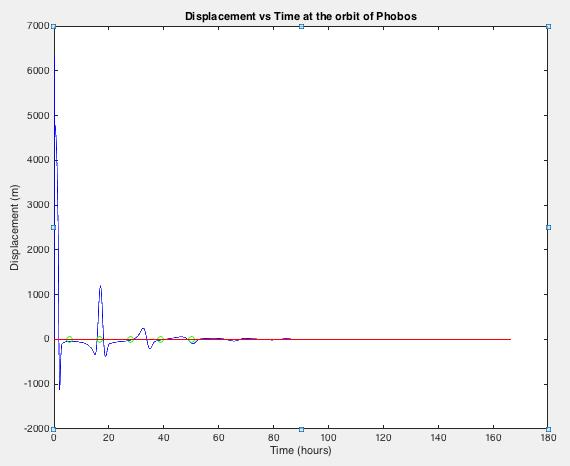 Displacement vs Time at the orbit of Phobos
7000
6000
5000
4000
3000
2000
1000
0
-1000
-2000
Displacement (m)
0 20 40 60 80 100 120 140 160 180
Time (hours)